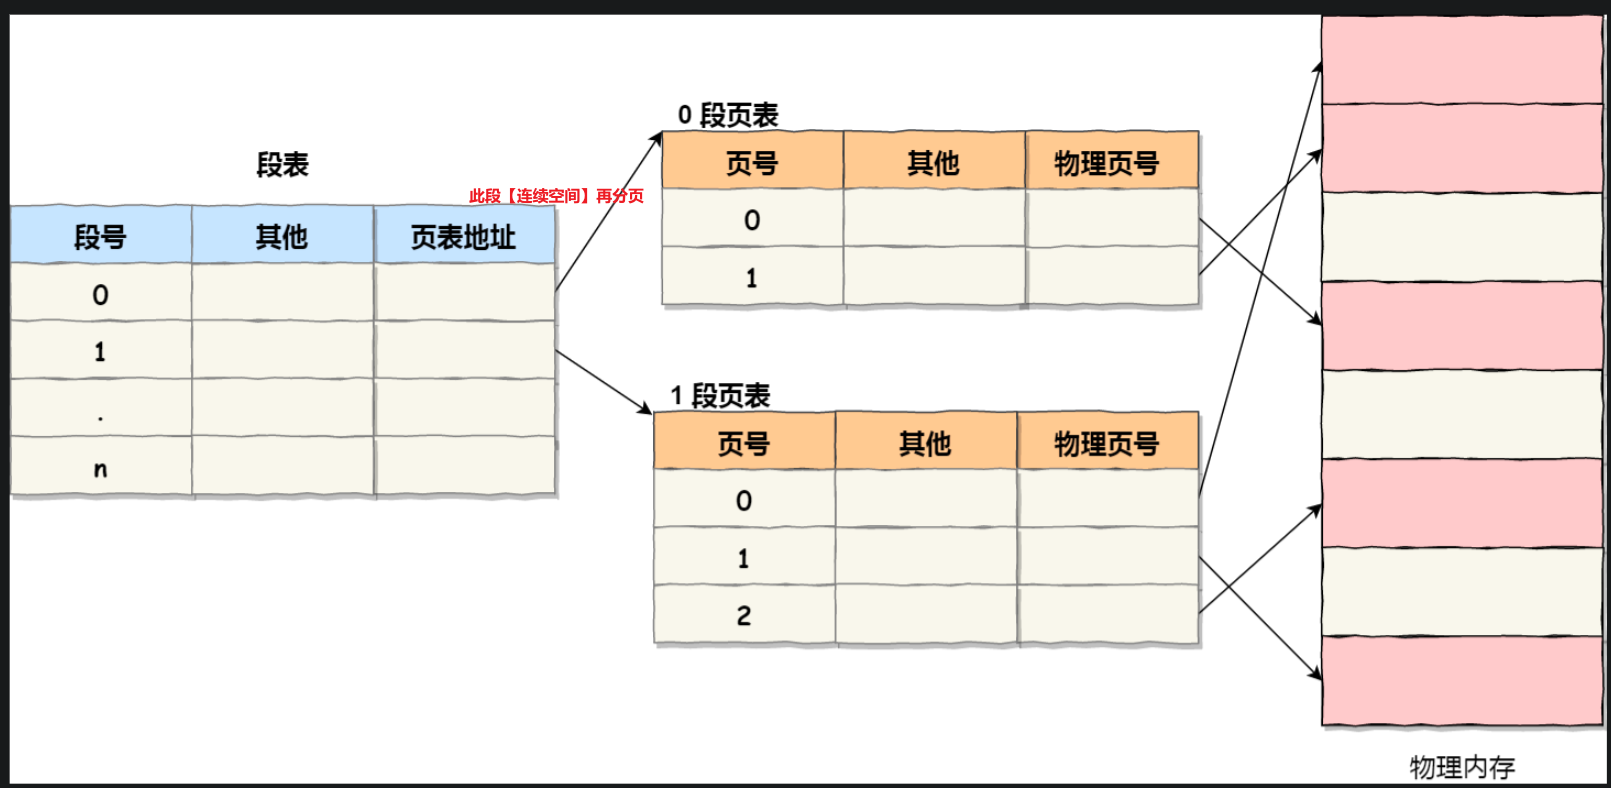 段表
此段【连续空间】再分页
段号 其他 页表地址
0
1
.
n
0 段页表
页号 其他 物理页号
0
1
1 段页表
页号 其他 物理页号
0
1
2
物理内存